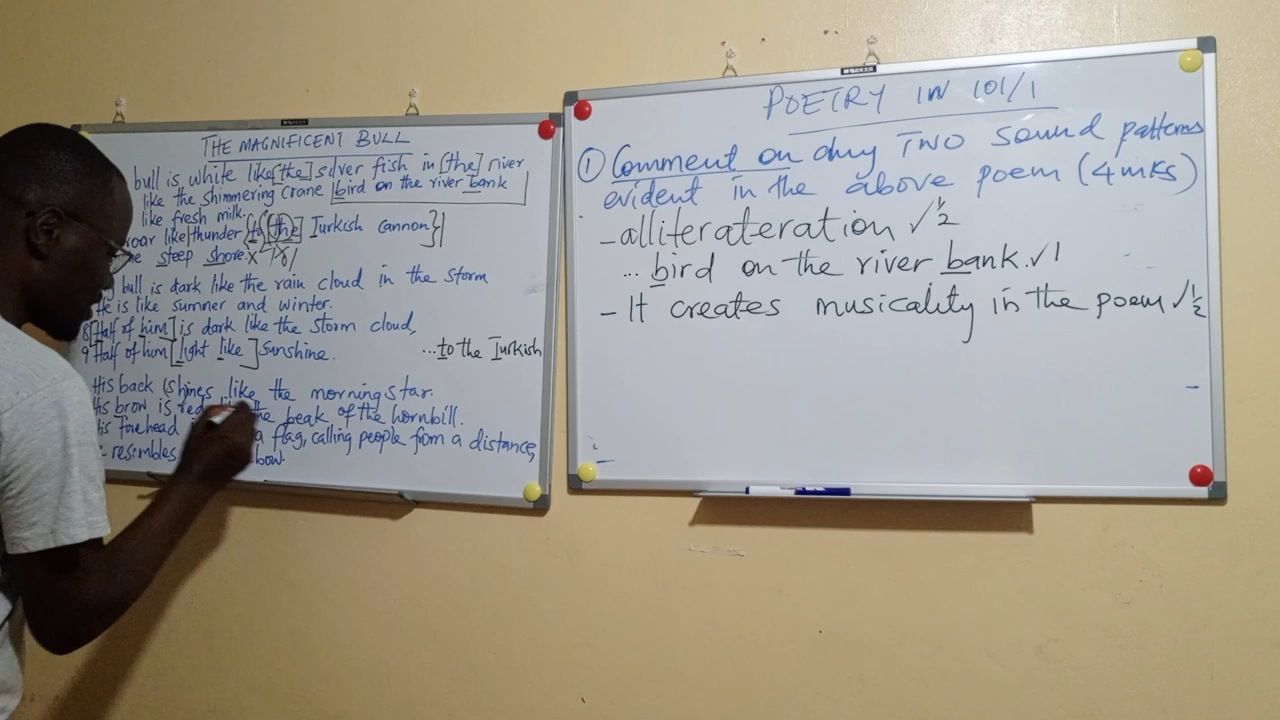 THE MAGNIFICENT BULL
bull is white like [the] silver fish in [the] river
like the shimmering crane bird on the river bank
like fresh milk.
roar like thunder {to the] Turkish cannon}
steep shore.
bull is dark like the rain cloud in the storm
He is like summer and winter.
8 [Half of him] is dark like the storm cloud,
9 Half of him [light like] sunshine.
...to the Turkish
His back (shines like the morning star.
His brow is red the beak of the hornbill.
His forehead a flag, calling people from a distance,
resembles bow.
POETRY IN 101/1
① Comment on any TWO sound patterns
evident in the above poem (4mks)
- alliterateration ✓½
... bird on the river bank. ✓1
- It creates musicality in the poem ✓½